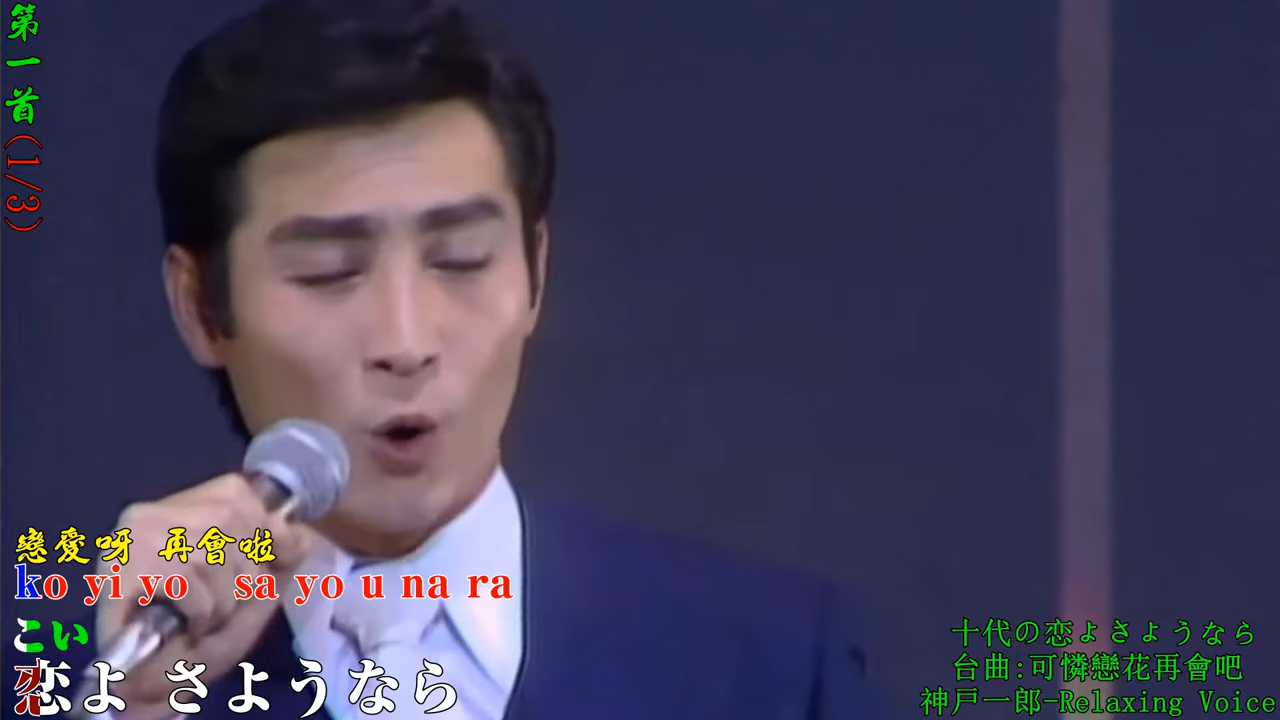 第一首(1/3)
戀愛呀 再會啦
ko yi yo sa yo u na ra
こい
恋よ さようなら
十代の恋ょさょうなら
台曲:可憐戀花再會吧
神戸一郎-Relaxing Voice